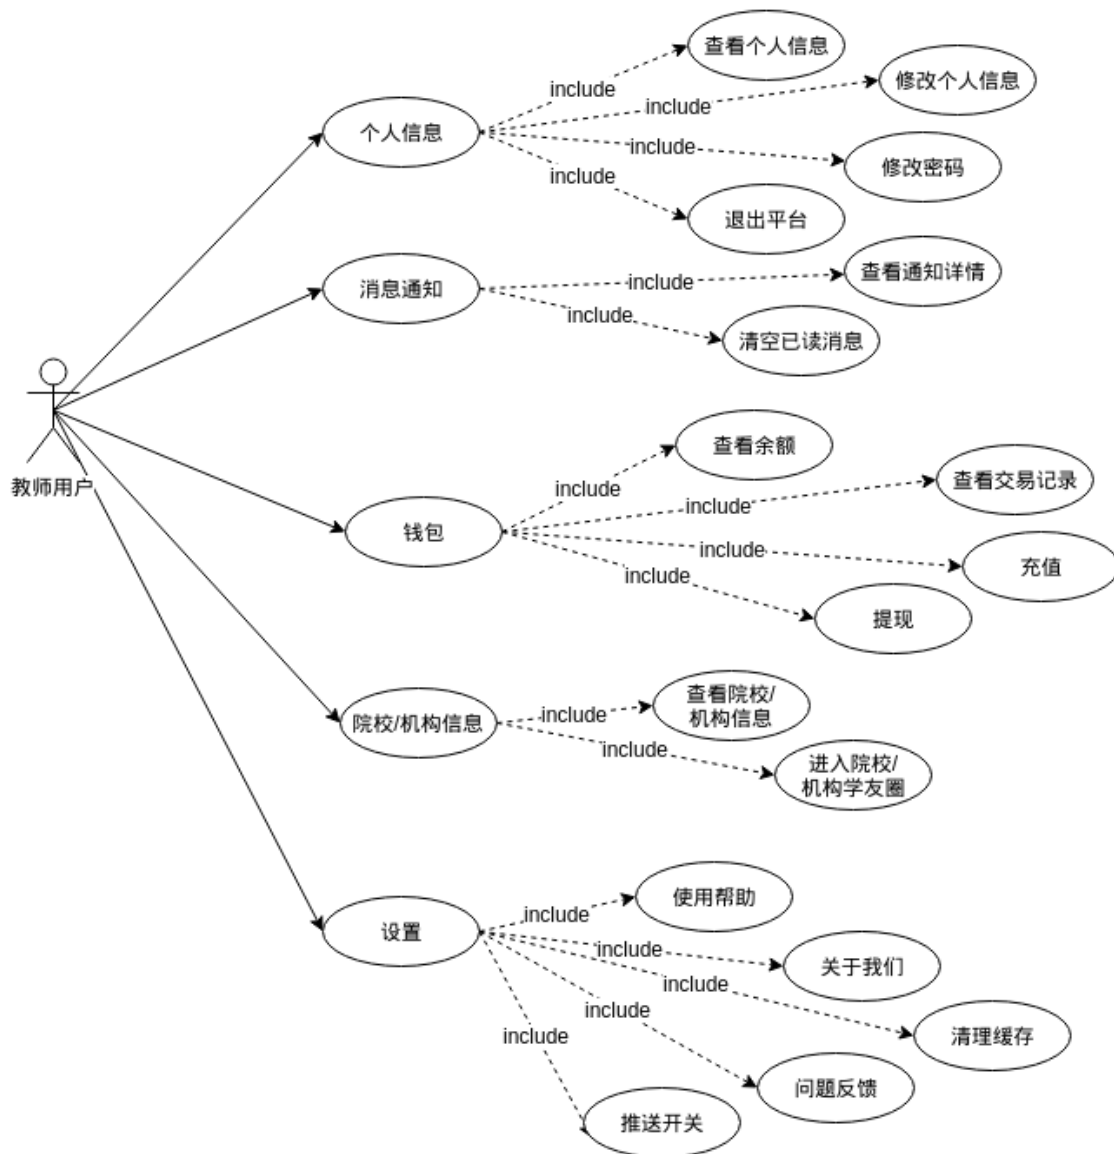 查看个人信息
include
修改个人信息
include
个人信息
include
修改密码
include
退出平台
消息通知
include
查看通知详情
include
清空已读消息
教师用户
查看余额
include
查看交易记录
include
钱包
include
充值
include
提现
院校/机构信息
include
查看院校/
机构信息
include
进入院校/
机构学友圈
设置
include
使用帮助
include
关于我们
include
清理缓存
include
问题反馈
include
推送开关